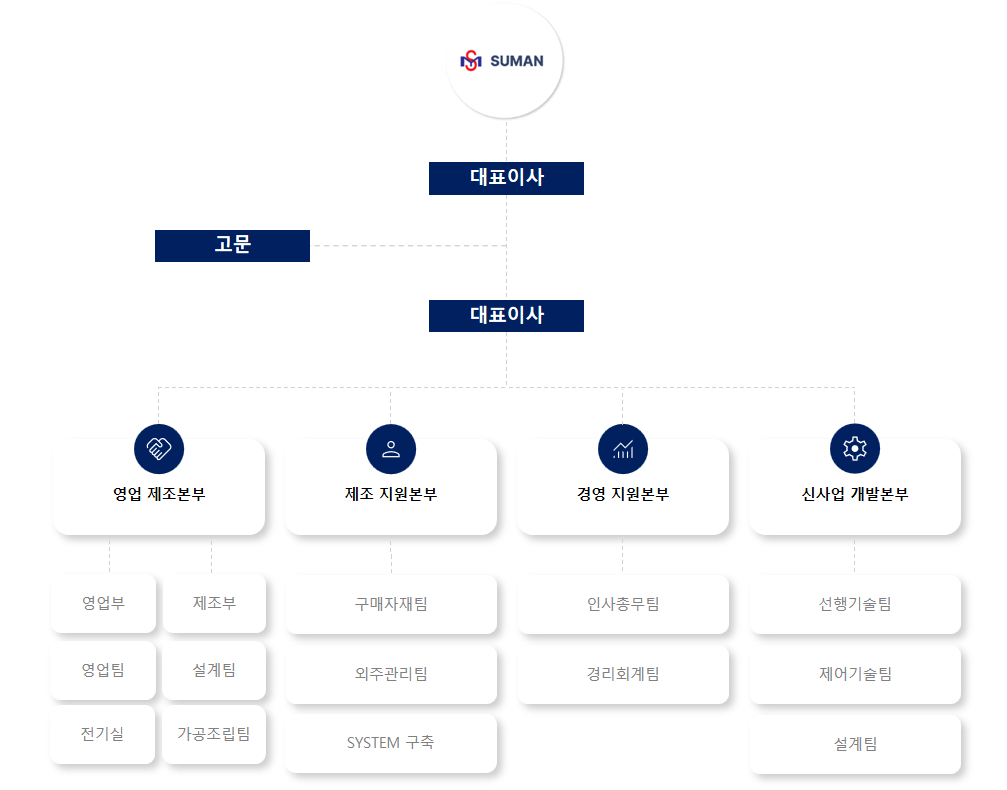 SUMAN
대표이사
고문
대표이사
영업 제조본부
제조 지원본부
경영 지원본부
신사업 개발본부
영업부
제조부
구매자재팀
인사총무팀
선행기술팀
영업팀
설계팀
외주관리팀
경리회계팀
제어기술팀
전기실
가공조립팀
SYSTEM 구축
설계팀